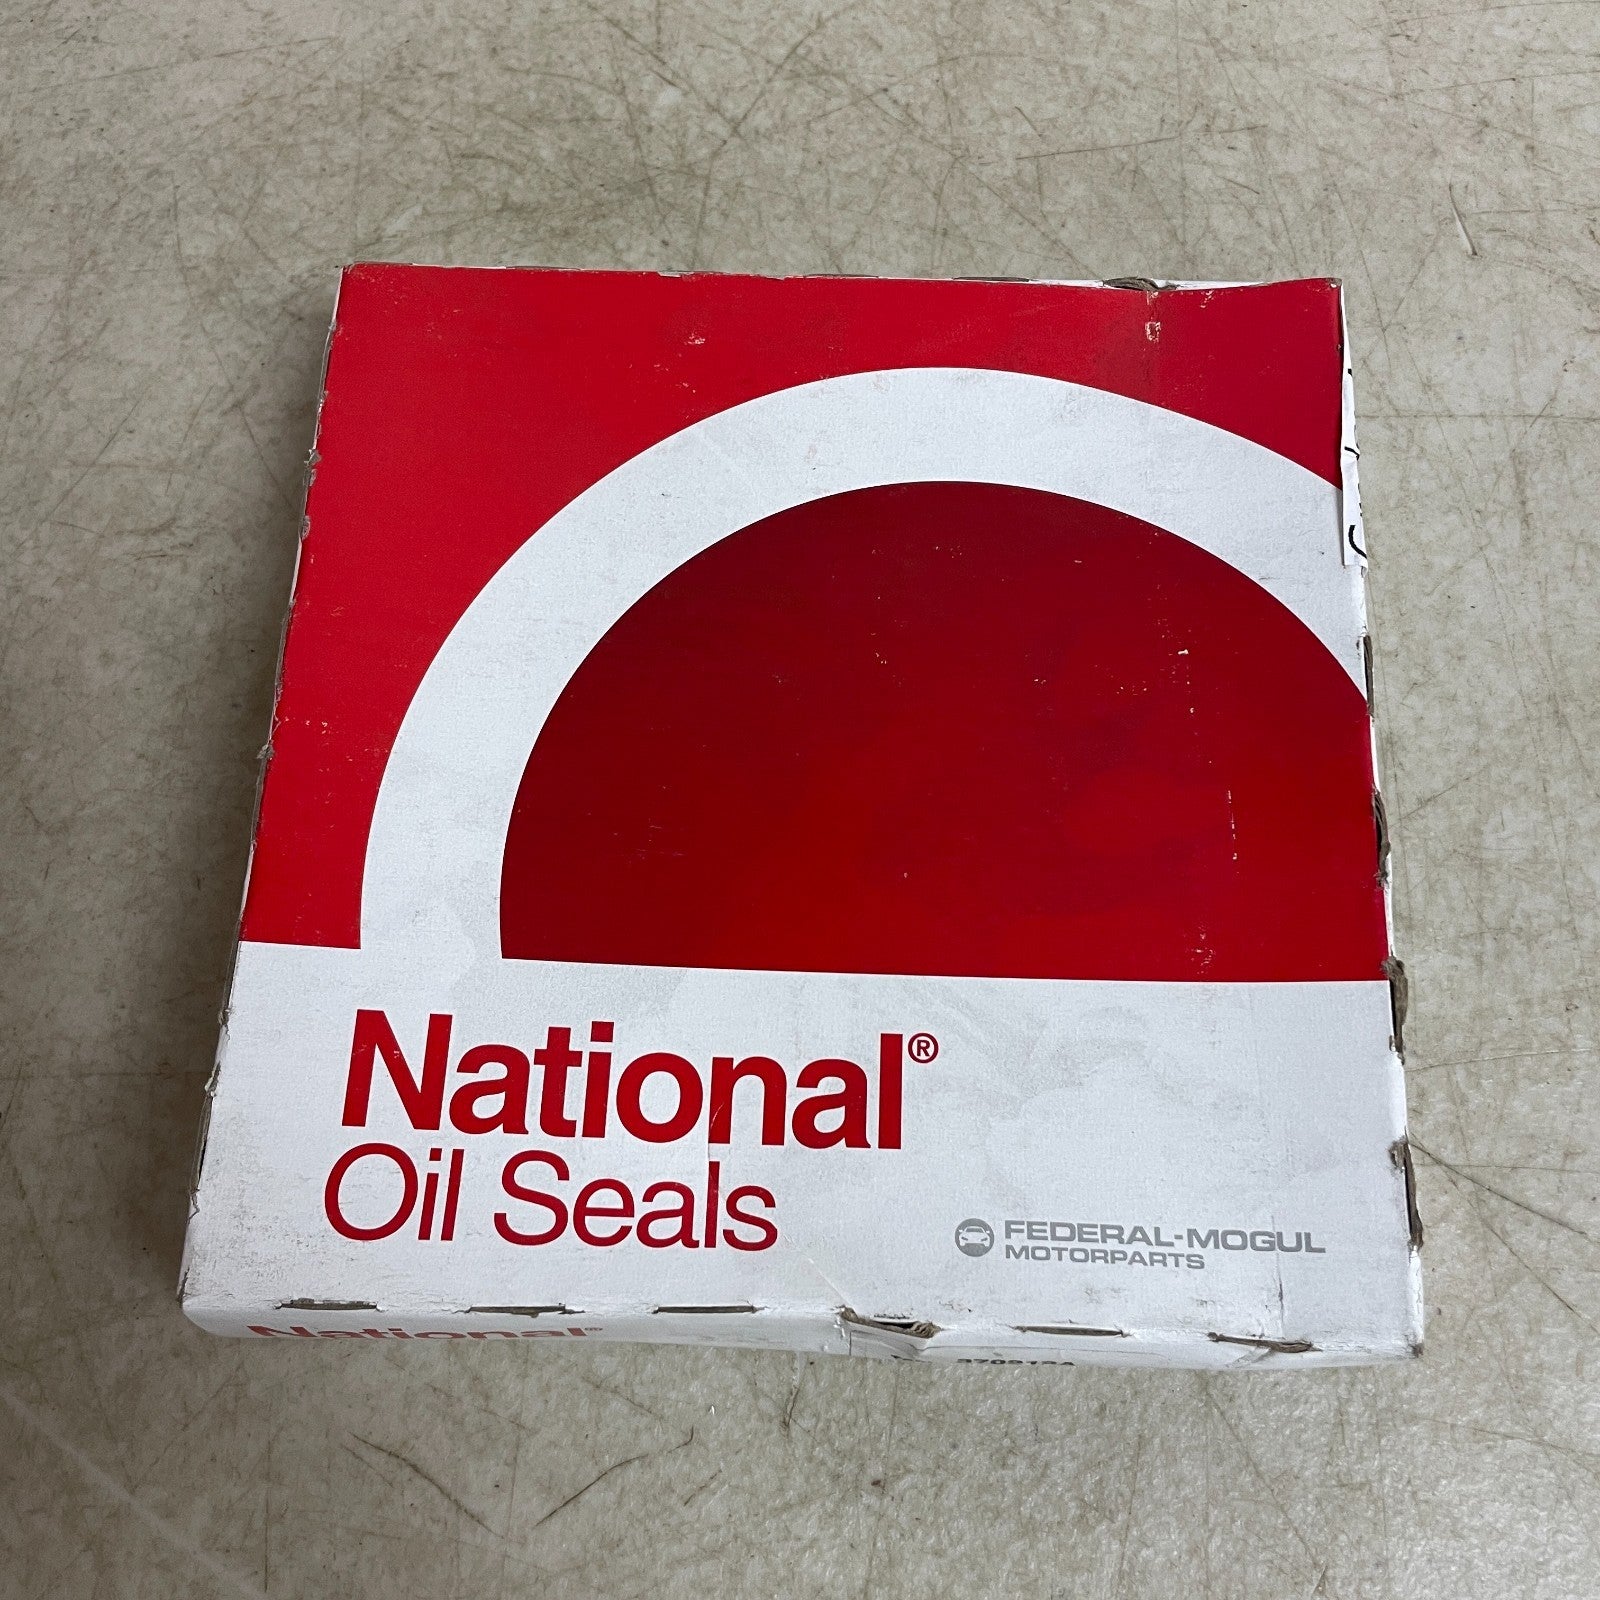 National®
Oil Seals
FEDERAL-MOGUL
MOTORPARTS
National®